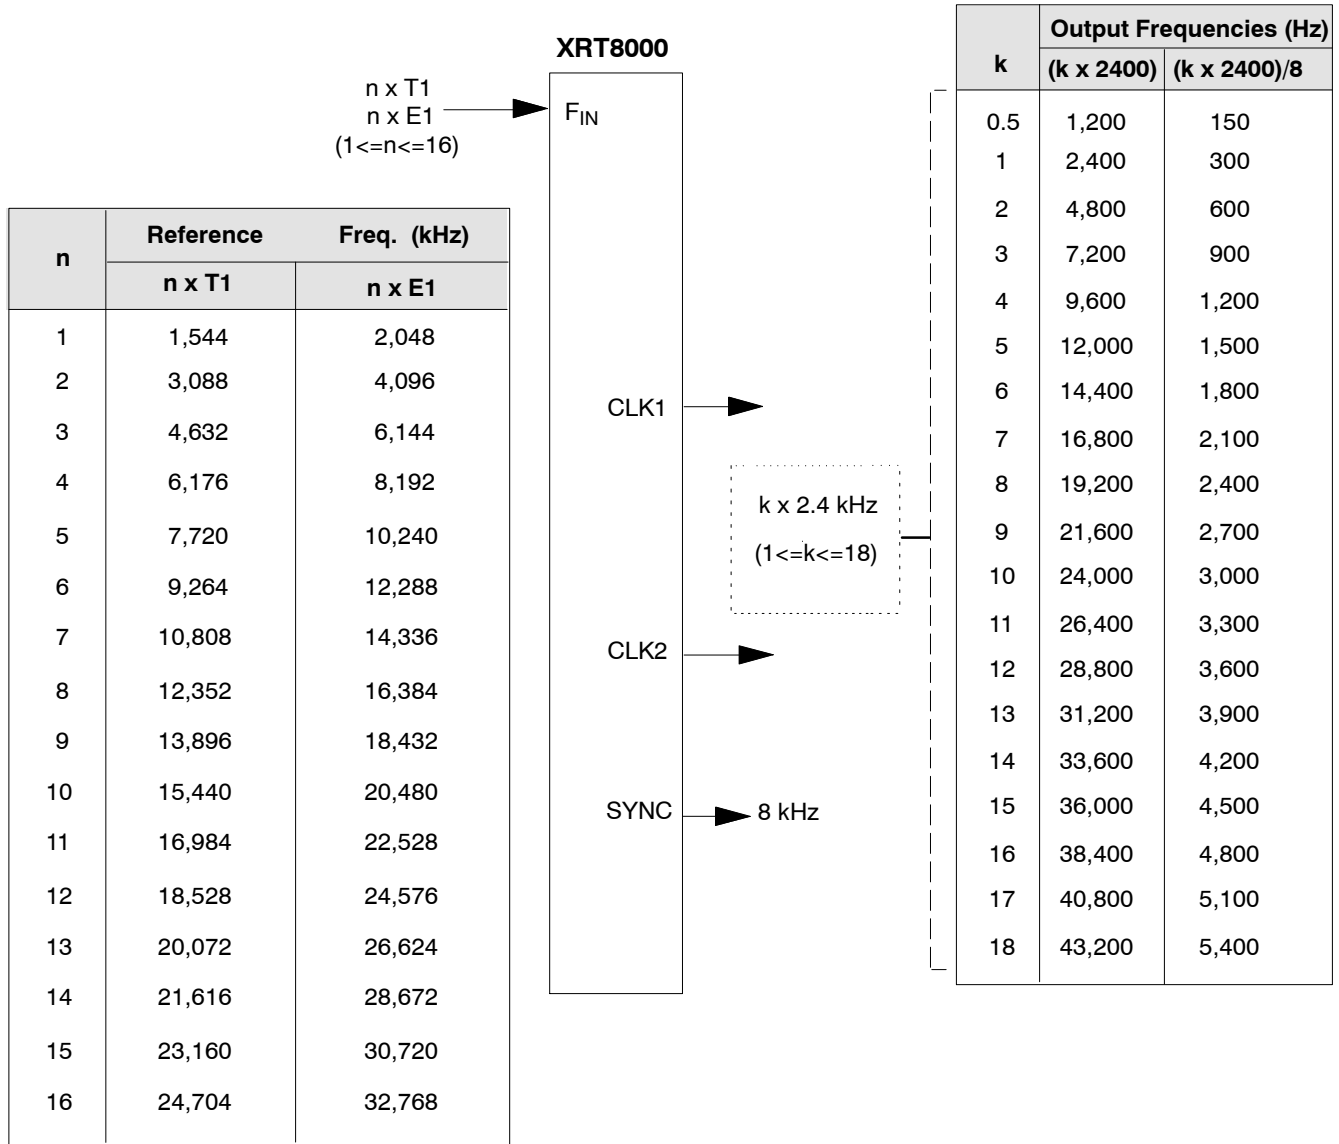 XRT8000
n x T1
n x E1
(1<=n<=16)
FIN
CLK1
CLK2
SYNC
8 kHz
k x 2.4 kHz
(1<=k<=18)
n Reference Freq. (kHz)
n x T1 n x E1
1 1,544 2,048
2 3,088 4,096
3 4,632 6,144
4 6,176 8,192
5 7,720 10,240
6 9,264 12,288
7 10,808 14,336
8 12,352 16,384
9 13,896 18,432
10 15,440 20,480
11 16,984 22,528
12 18,528 24,576
13 20,072 26,624
14 21,616 28,672
15 23,160 30,720
16 24,704 32,768
k Output Frequencies (Hz)
(k x 2400) (k x 2400)/8
0.5 1,200 150
1 2,400 300
2 4,800 600
3 7,200 900
4 9,600 1,200
5 12,000 1,500
6 14,400 1,800
7 16,800 2,100
8 19,200 2,400
9 21,600 2,700
10 24,000 3,000
11 26,400 3,300
12 28,800 3,600
13 31,200 3,900
14 33,600 4,200
15 36,000 4,500
16 38,400 4,800
17 40,800 5,100
18 43,200 5,400